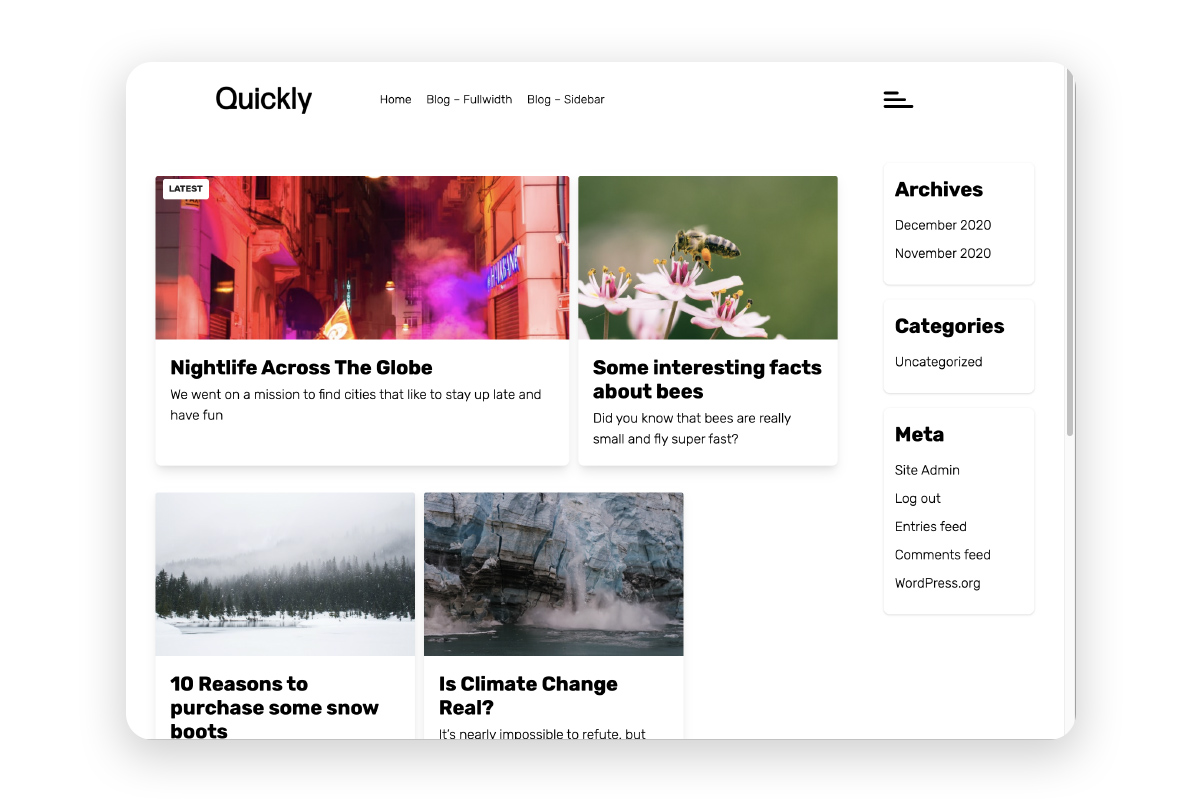 Quickly
Home
Blog – Fullwidth
Blog – Sidebar
LATEST
Nightlife Across The Globe
We went on a mission to find cities that like to stay up late and
have fun
Some interesting facts
about bees
Did you know that bees are really
small and fly super fast?
10 Reasons to
purchase some snow
boots
Is Climate Change
Real?
It's nearly impossible to refute, but
Archives
December 2020
November 2020
Categories
Uncategorized
Meta
Site Admin
Log out
Entries feed
Comments feed
WordPress.org